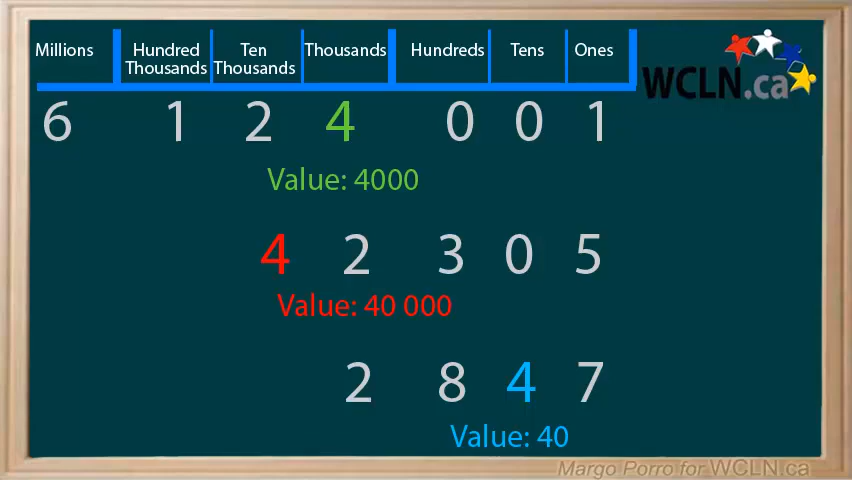 Millions Hundred Thousands Ten Thousands Thousands Hundreds Tens Ones
WCLN.ca
6 1 2 4 0 0 1
Value: 4000
4 2 3 0 5
Value: 40 000
2 8 4 7
Value: 40
Margo Porro for WCLN.ca